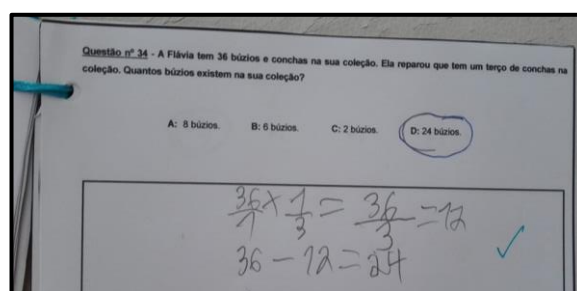 Questão nº 34 - A Flávia tem 36 búzios e conchas na sua coleção. Ela reparou que tem um terço de conchas na
coleção. Quantos búzios existem na sua coleção?
A: 8 búzios. B: 6 búzios. C: 2 búzios. D: 24 búzios.
36/1 × 1/3 = 36/3 = 12
36 - 12 = 24